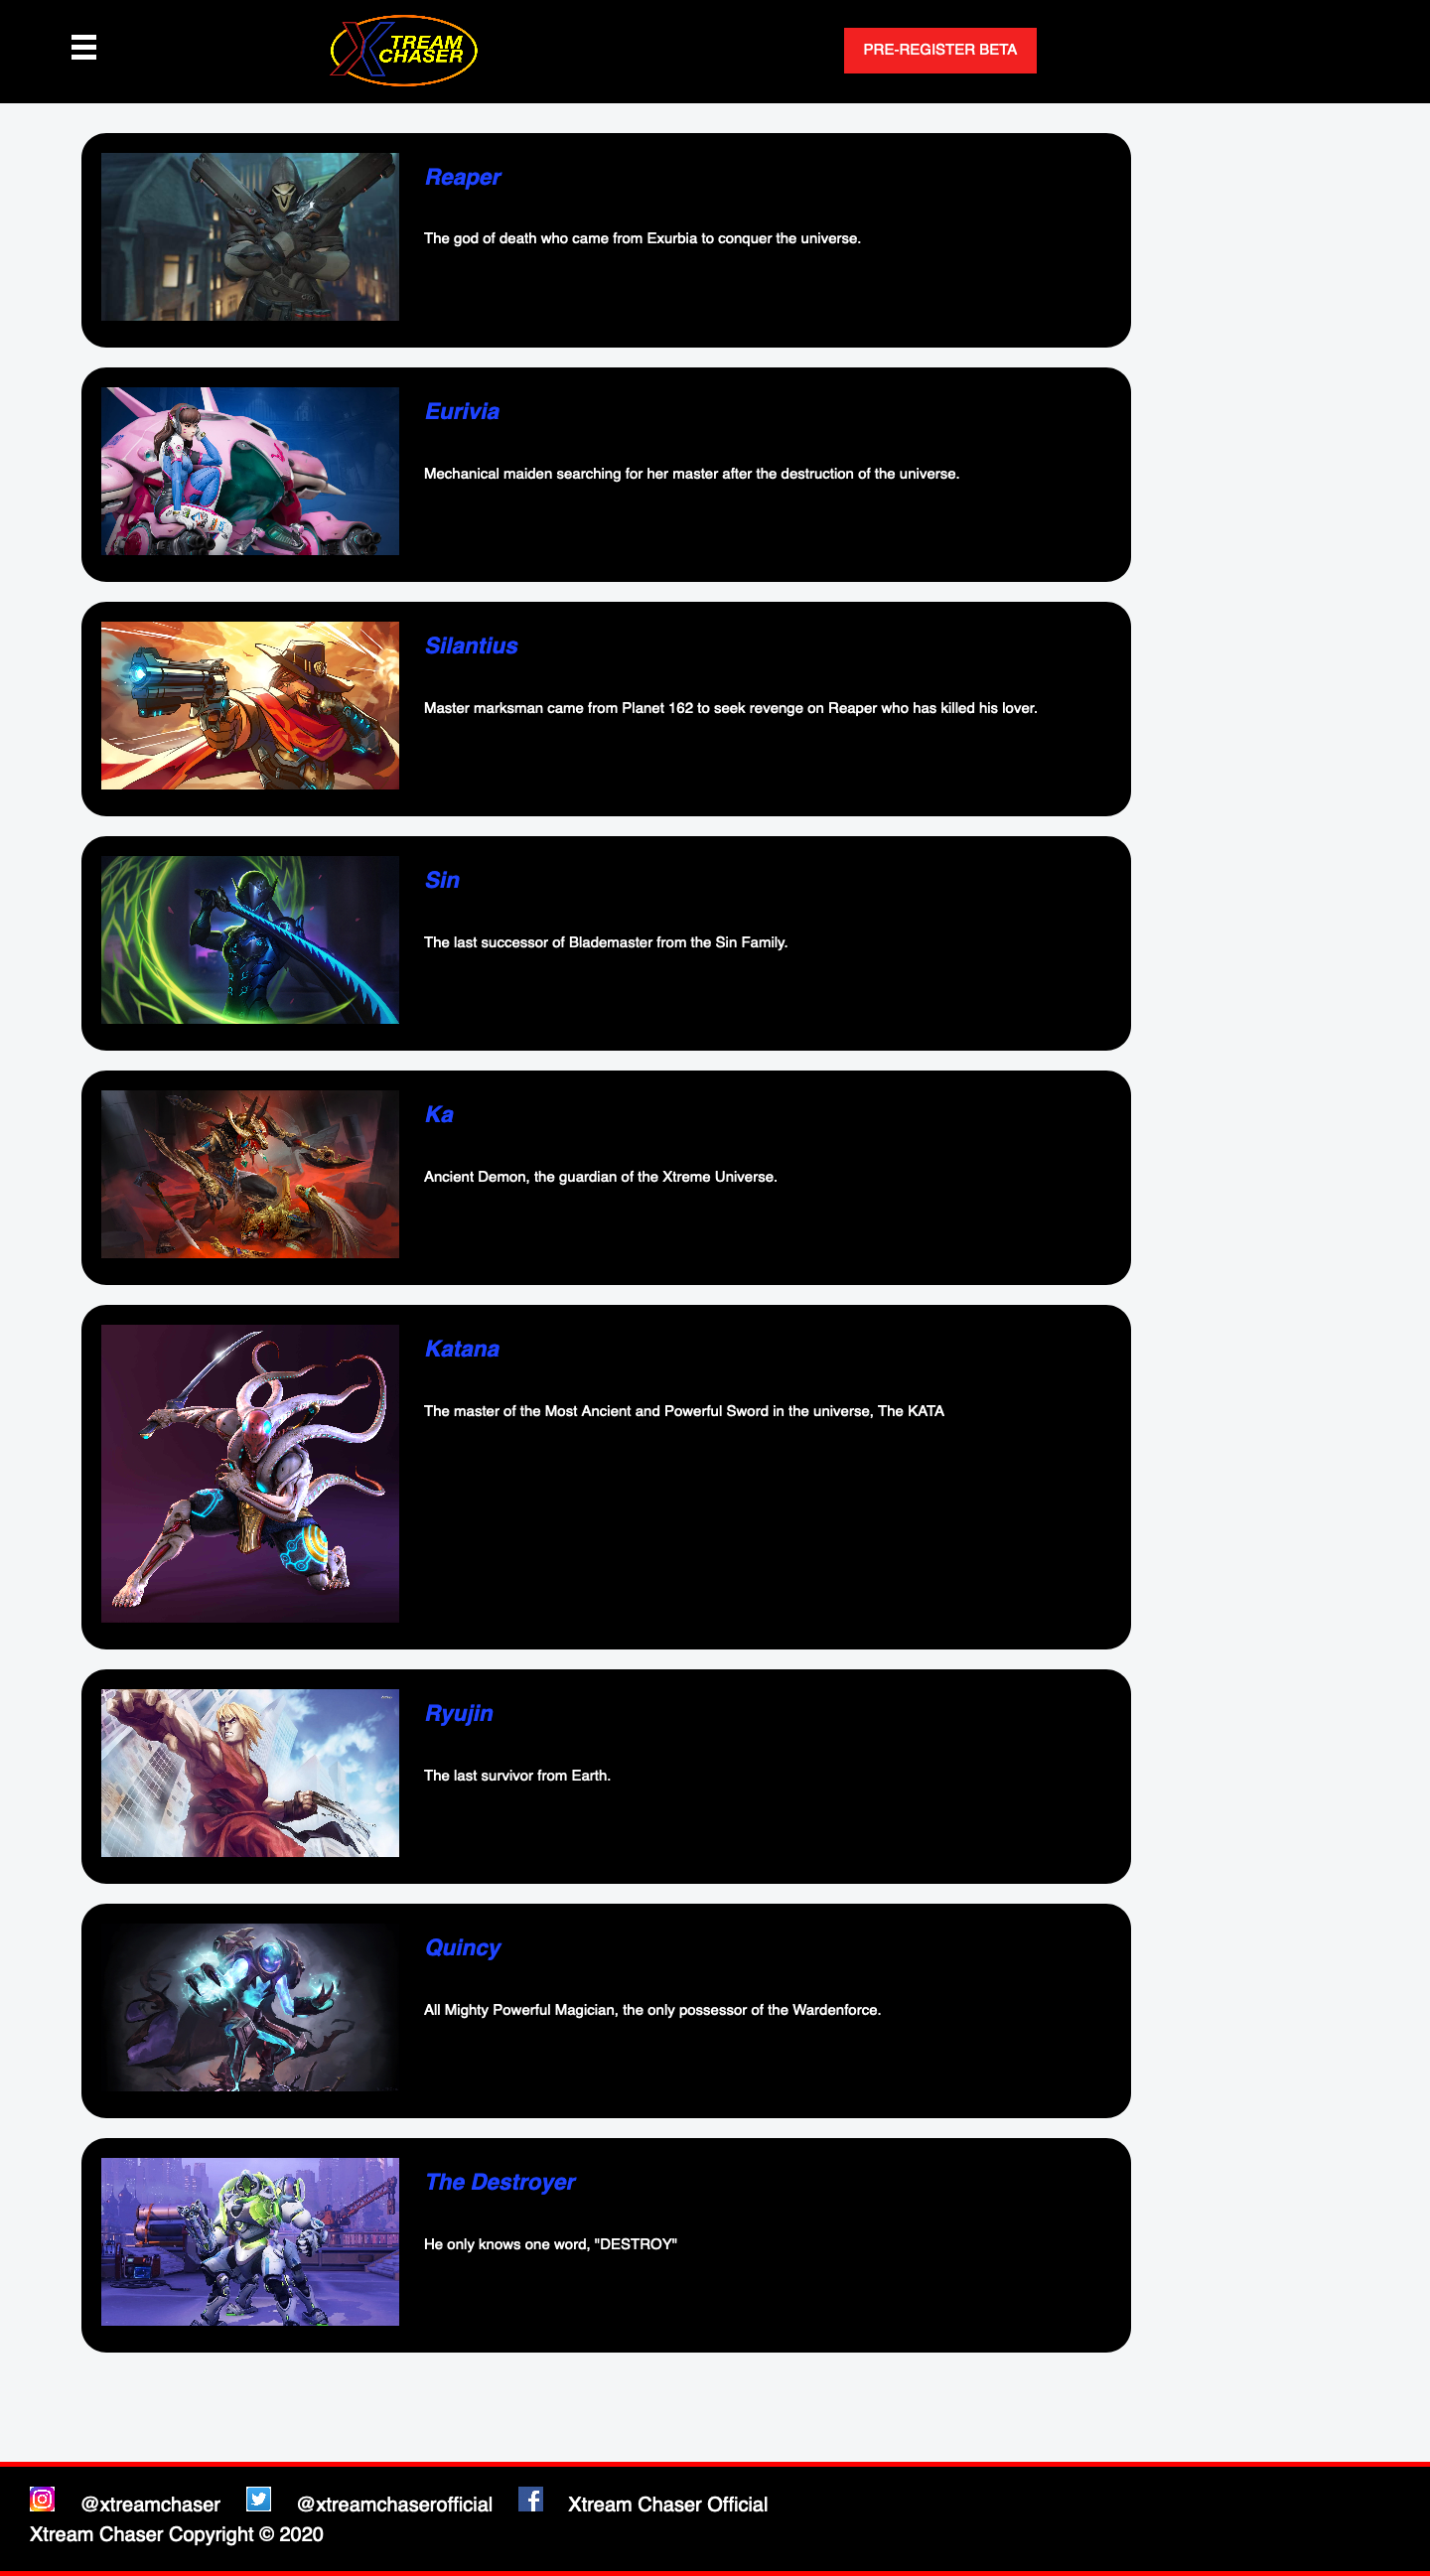 XTREAM
CHASER
PRE-REGISTER BETA
Reaper
The god of death who came from Exurbia to conquer the universe.
Eurivia
Mechanical maiden searching for her master after the destruction of the universe.
Silantius
Master marksman came from Planet 162 to seek revenge on Reaper who has killed his lover.
Sin
The last successor of Blademaster from the Sin Family.
Ka
Ancient Demon, the guardian of the Xtreme Universe.
Katana
The master of the Most Ancient and Powerful Sword in the universe, The KATA
Ryujin
The last survivor from Earth.
Quincy
All Mighty Powerful Magician, the only possessor of the Wardenforce.
The Destroyer
He only knows one word, "DESTROY"
@xtreamchaser @xtreamchaserofficial Xtream Chaser Official
Xtream Chaser Copyright © 2020